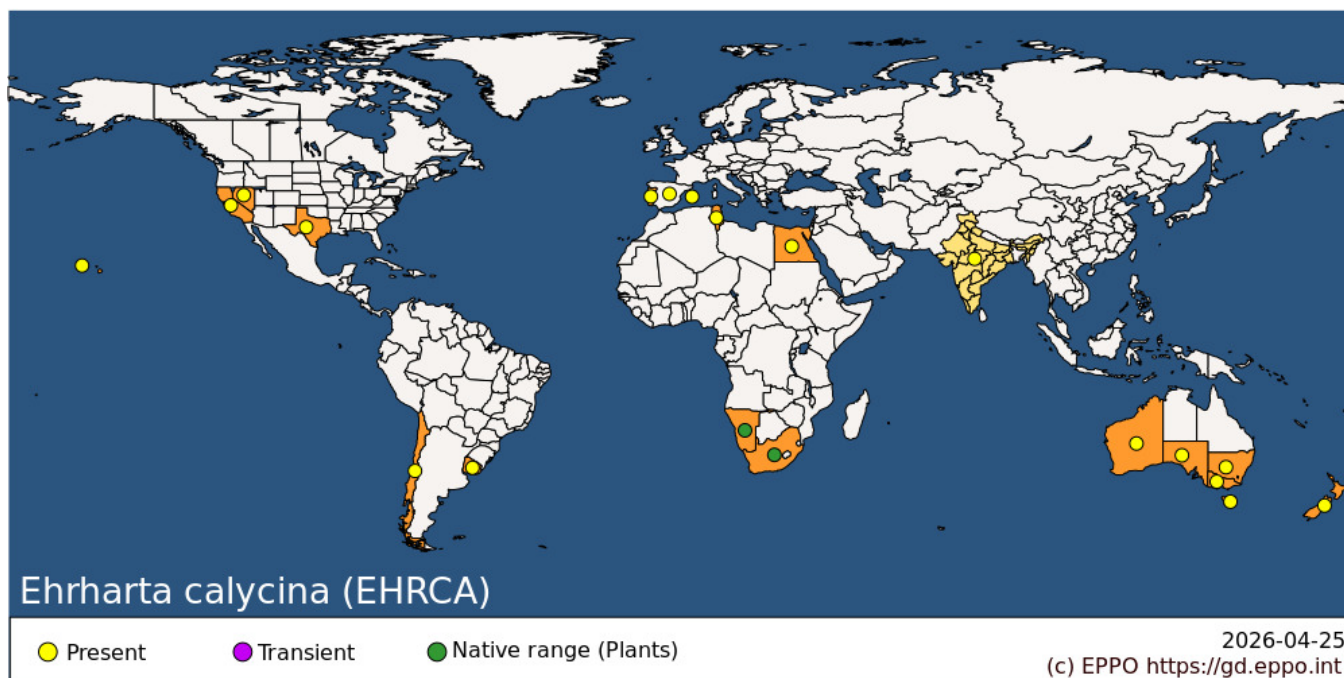 Ehrharta calycina (EHRCA)
Present
Transient
Native range (Plants)
2026-04-25
(c) EPPO https://gd.eppo.int